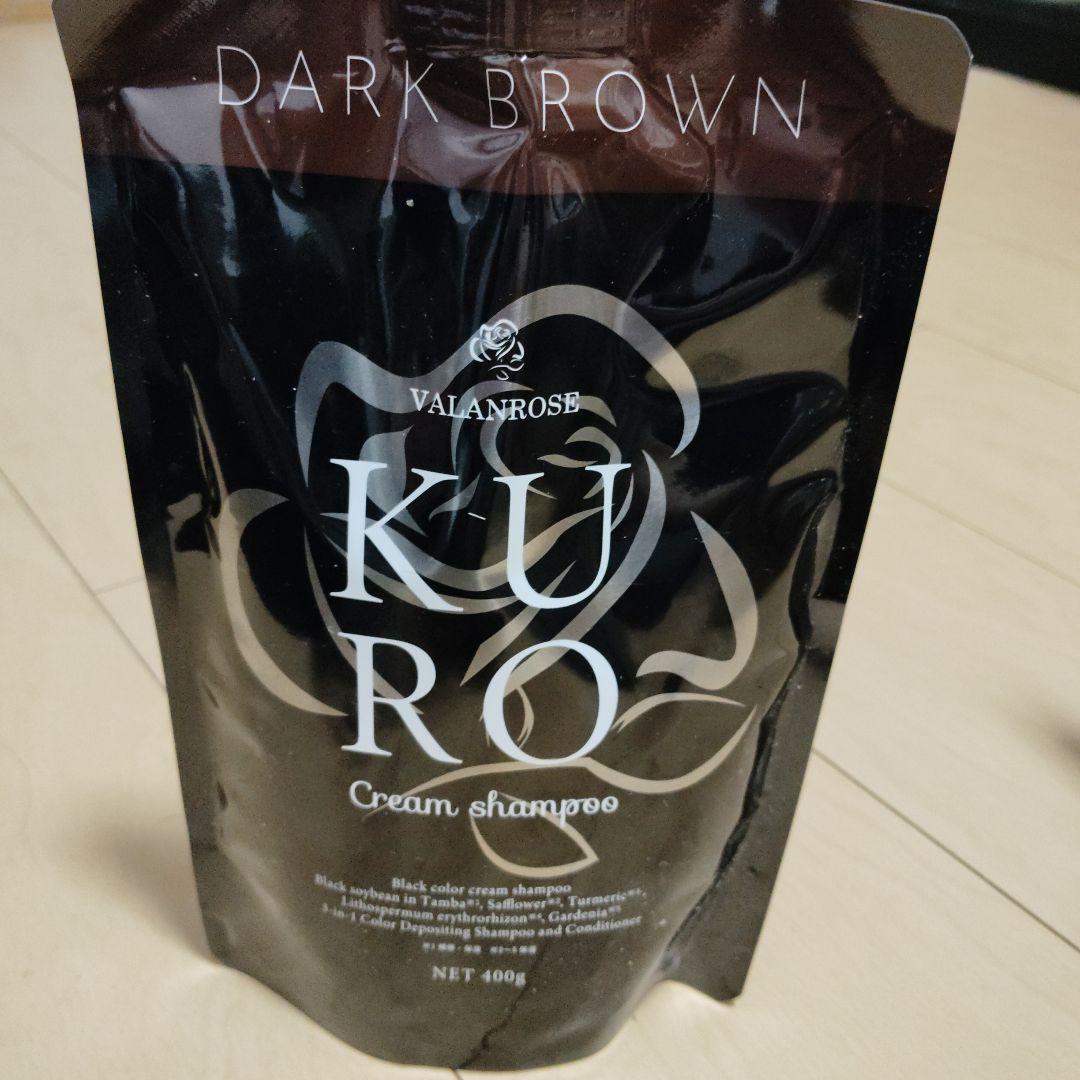 DARK BROWN
VALANROSE
KU
RO
Cream shampoo
Black color cream shampoo
Black soybean in Tamba※1, Safflower※2, Turmeric※3,
Lithospermum erythrorhizon※4, Gardenia※5
3-in-1 Color Depositing Shampoo and Conditioner
NET 400g